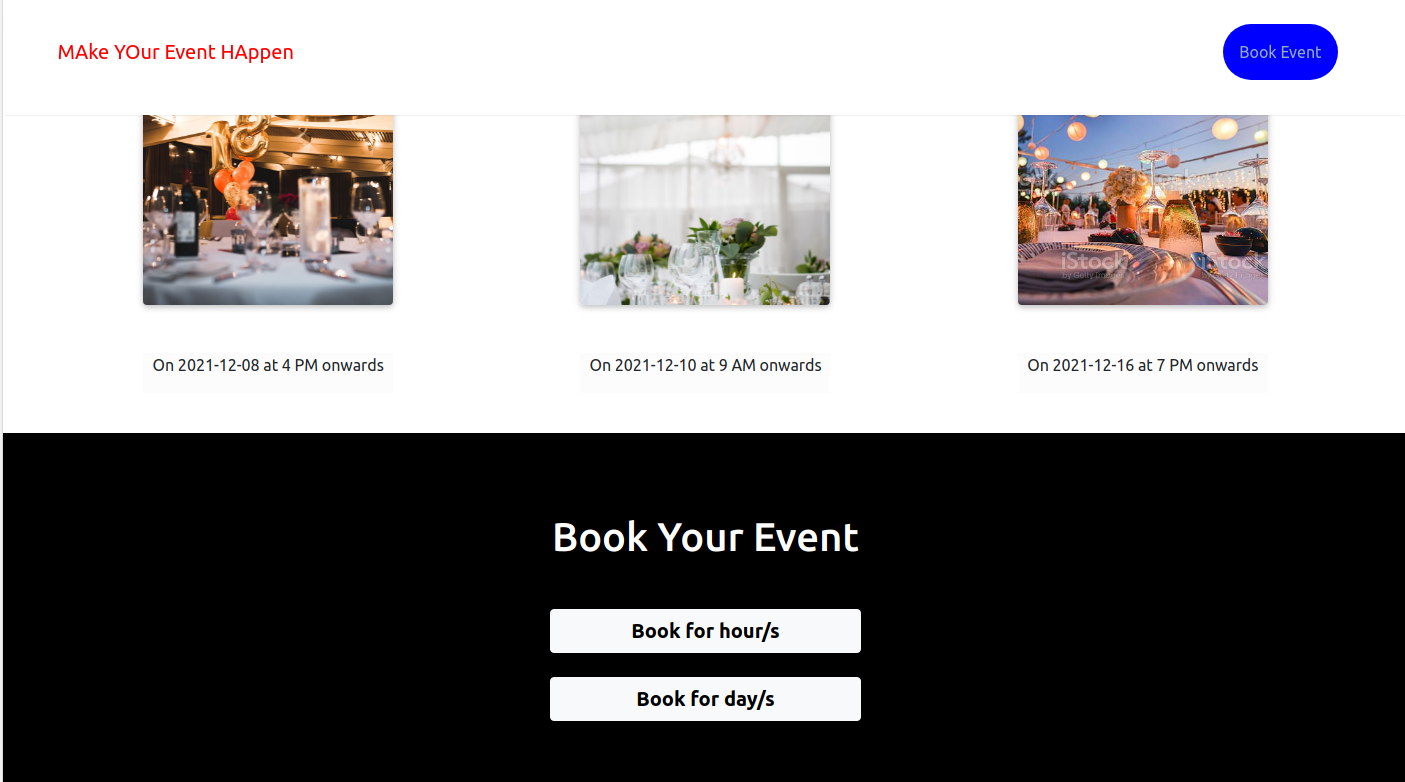 MAke YOur Event HAppen
Book Event
18
iStock
by Getty Images
iStock
On 2021-12-08 at 4 PM onwards
On 2021-12-10 at 9 AM onwards
On 2021-12-16 at 7 PM onwards
Book Your Event
Book for hour/s
Book for day/s